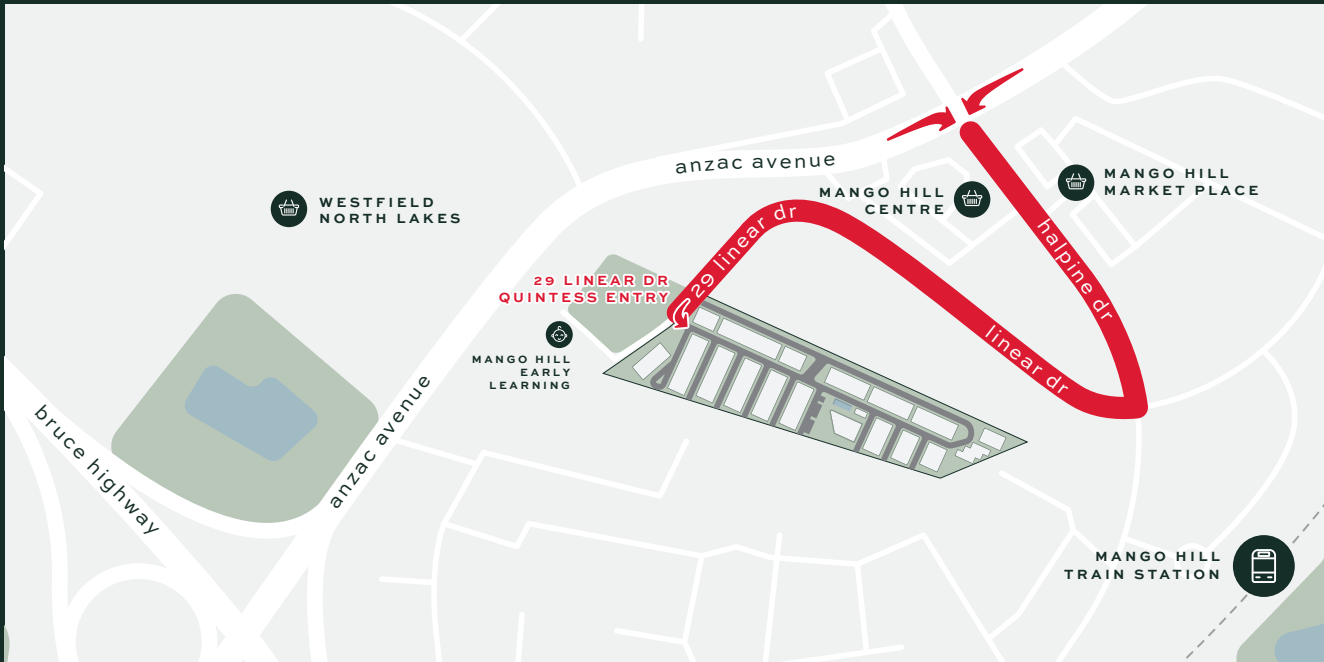 anzac avenue
MANGO HILL
MARKET PLACE
MANGO HILL
CENTRE
WESTFIELD
NORTH LAKES
29 linear dr
halpine dr
29 LINEAR DR
QUINTESS ENTRY
linear dr
MANGO HILL
EARLY
LEARNING
anzac avenue
bruce highway
MANGO HILL
TRAIN STATION